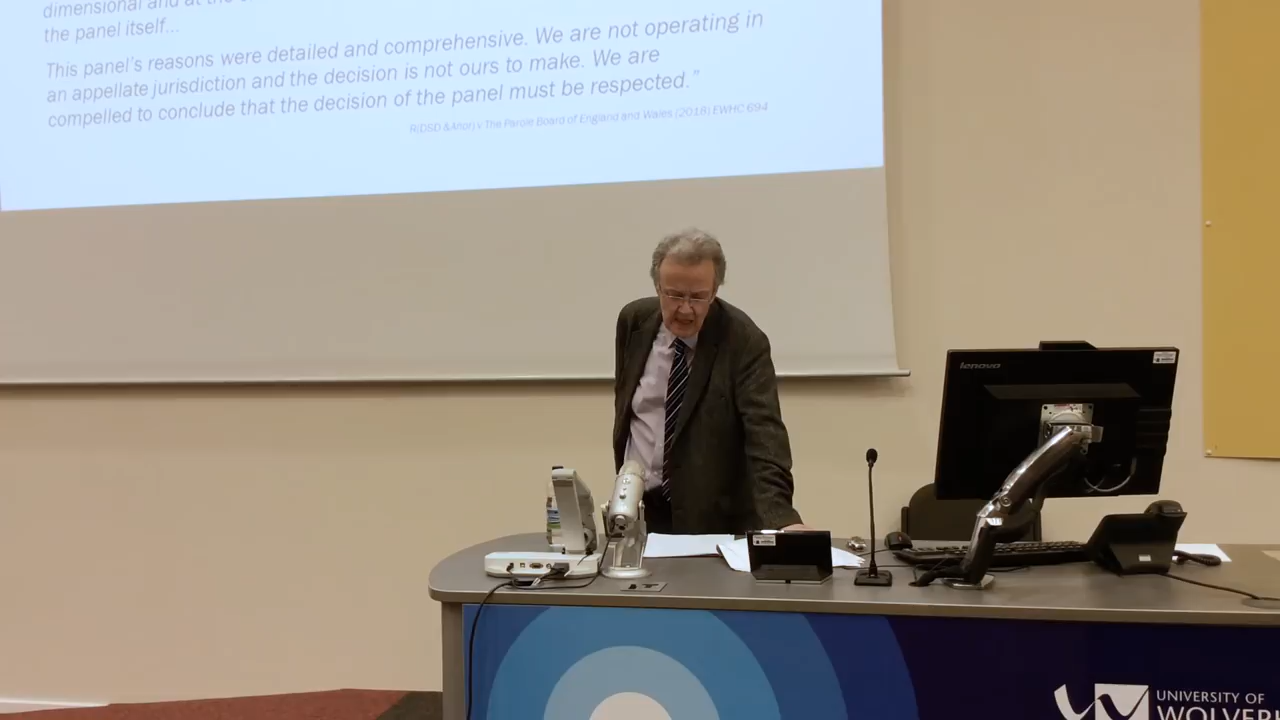 dimensional and at the
the panel itself...
This panel's reasons were detailed and comprehensive. We are not operating in
an appellate jurisdiction and the decision is not ours to make. We are
compelled to conclude that the decision of the panel must be respected."
R(DSD &Anor) v The Parole Board of England and Wales (2018) EWHC 694
lenovo
UNIVERSITY OF